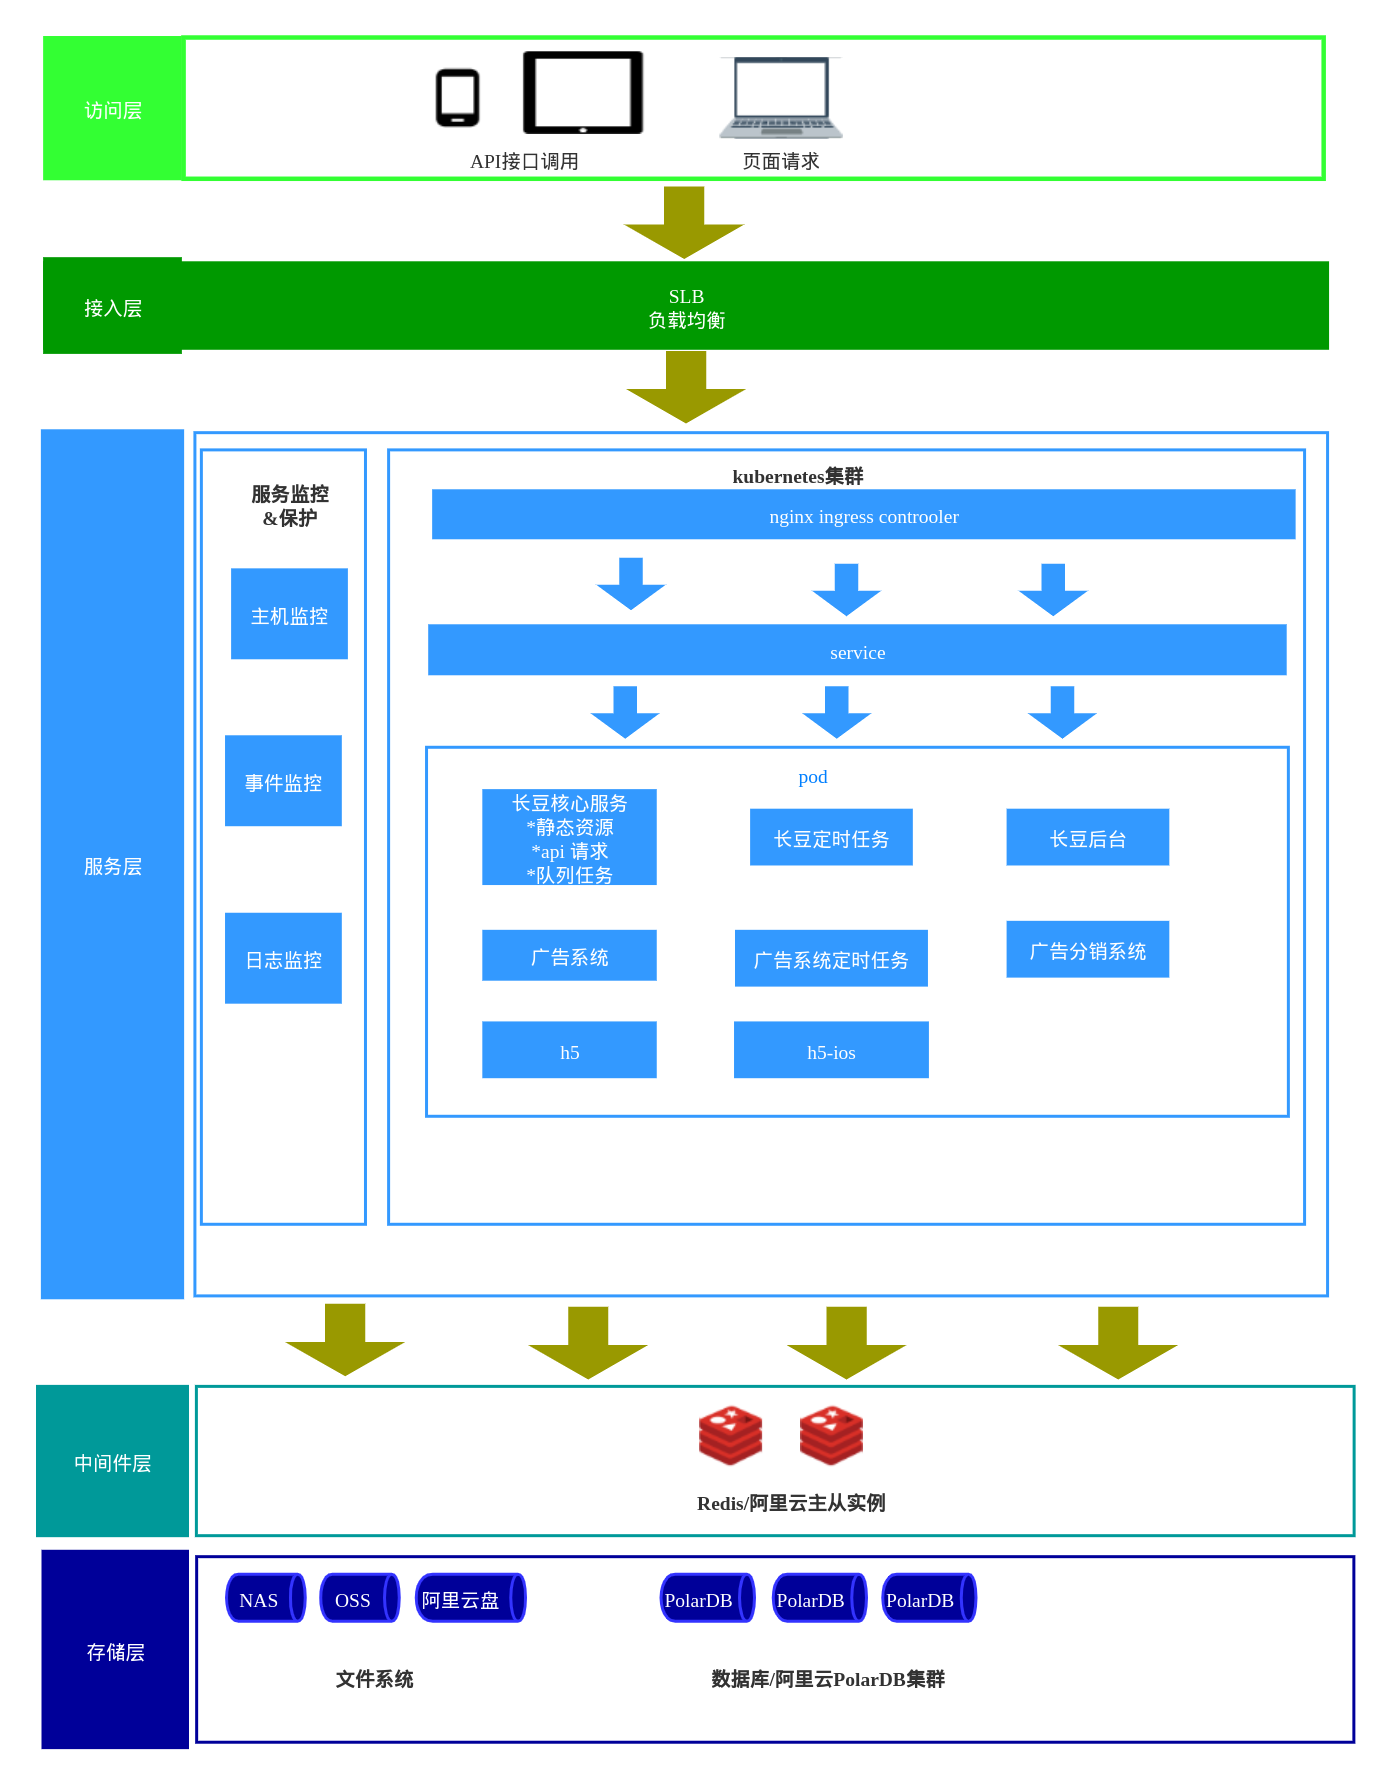 访问层
API接口调用
页面请求
接入层
SLB
负载均衡
服务层
服务监控
&保护
主机监控
事件监控
日志监控
kubernetes集群
nginx ingress controoler
service
pod
长豆核心服务
*静态资源
*api 请求
*队列任务
长豆定时任务
长豆后台
广告系统
广告系统定时任务
广告分销系统
h5
h5-ios
中间件层
Redis/阿里云主从实例
存储层
NAS
OSS
阿里云盘
PolarDB
PolarDB
PolarDB
文件系统
数据库/阿里云PolarDB集群